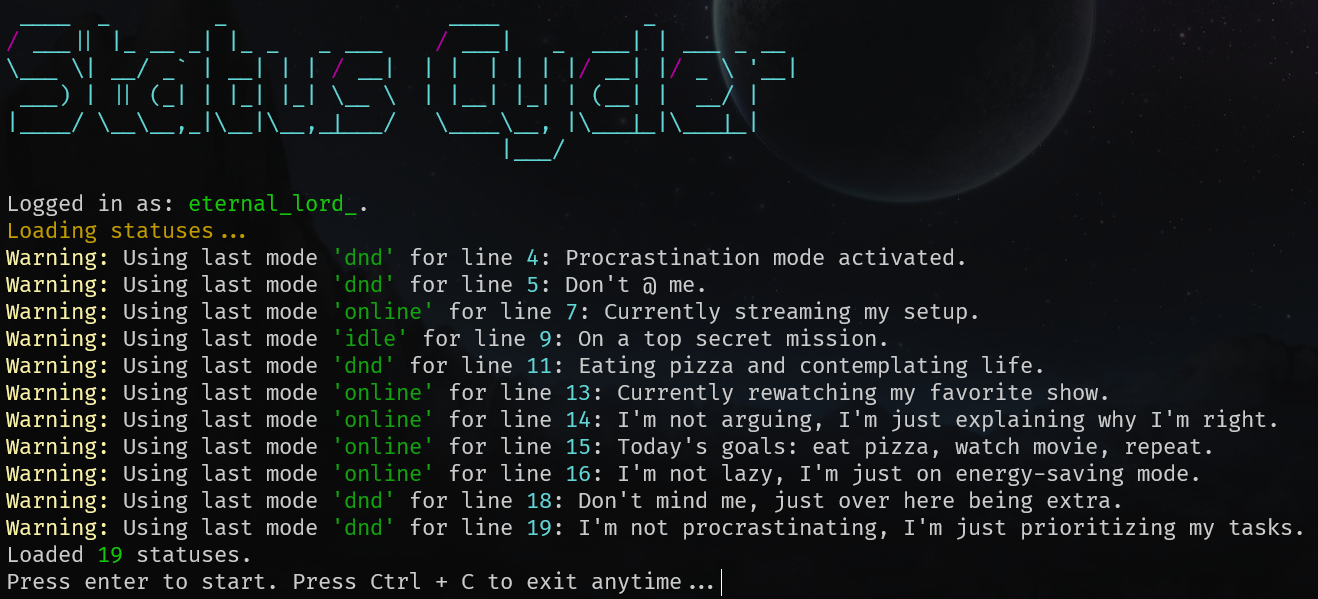 Status Cycler
Logged in as: eternal_lord_.
Loading statuses...
Warning: Using last mode 'dnd' for line 4: Procrastination mode activated.
Warning: Using last mode 'dnd' for line 5: Don't @ me.
Warning: Using last mode 'online' for line 7: Currently streaming my setup.
Warning: Using last mode 'idle' for line 9: On a top secret mission.
Warning: Using last mode 'dnd' for line 11: Eating pizza and contemplating life.
Warning: Using last mode 'online' for line 13: Currently rewatching my favorite show.
Warning: Using last mode 'online' for line 14: I'm not arguing, I'm just explaining why I'm right.
Warning: Using last mode 'online' for line 15: Today's goals: eat pizza, watch movie, repeat.
Warning: Using last mode 'online' for line 16: I'm not lazy, I'm just on energy-saving mode.
Warning: Using last mode 'dnd' for line 18: Don't mind me, just over here being extra.
Warning: Using last mode 'dnd' for line 19: I'm not procrastinating, I'm just prioritizing my tasks.
Loaded 19 statuses.
Press enter to start. Press Ctrl + C to exit anytime...